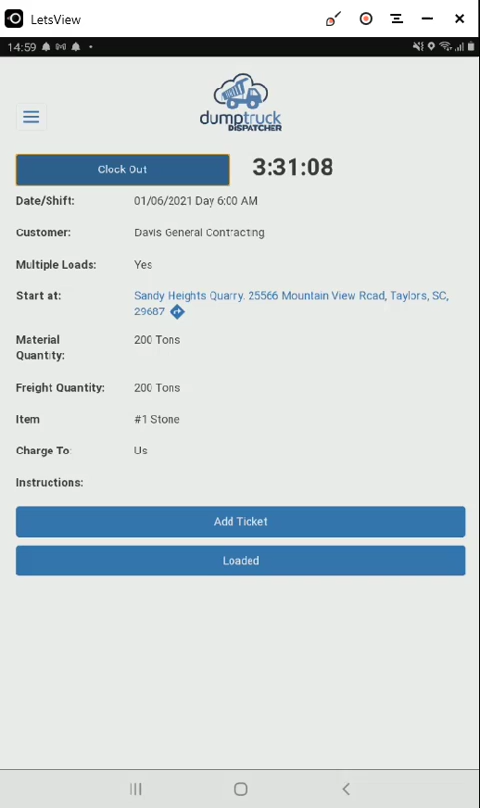 LetsView
14:59
dumptruck
DISPATCHER
Clock Out
3:31:08
Date/Shift: 01/06/2021 Day 6:00 AM
Customer: Davis General Contracting
Multiple Loads: Yes
Start at: Sandy Heights Quarry. 25566 Mountain View Road, Taylors, SC,
29687
Material
Quantity: 200 Tons
Freight Quantity: 200 Tons
Item #1 Stone
Charge To: Us
Instructions:
Add Ticket
Loaded